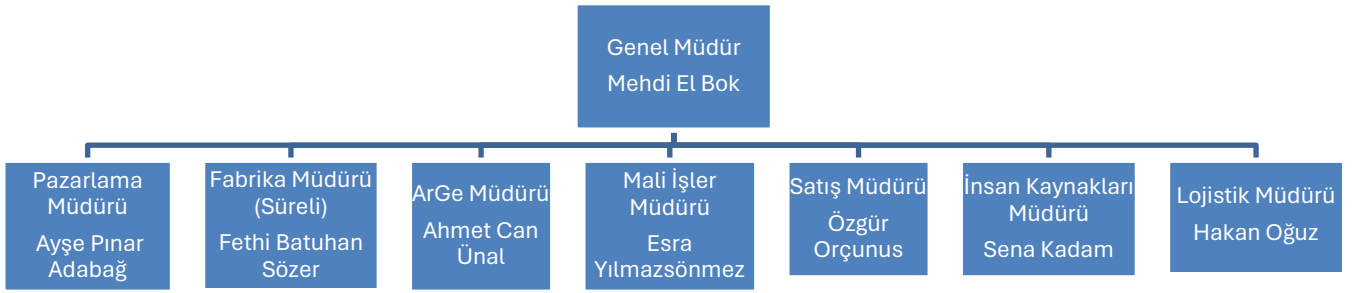 Genel Müdür
Mehdi El Bok
Pazarlama
Müdürü
Ayşe Pınar
Adabağ
Fabrika Müdürü
(Süreli)
Fethi Batuhan
Sözer
ArGe Müdürü
Ahmet Can
Ünal
Mali İşler
Müdürü
Esra
Yılmazsönmez
Satış Müdürü
Özgür
Orçunus
İnsan Kaynakları
Müdürü
Sena Kadam
Lojistik Müdürü
Hakan Oğuz